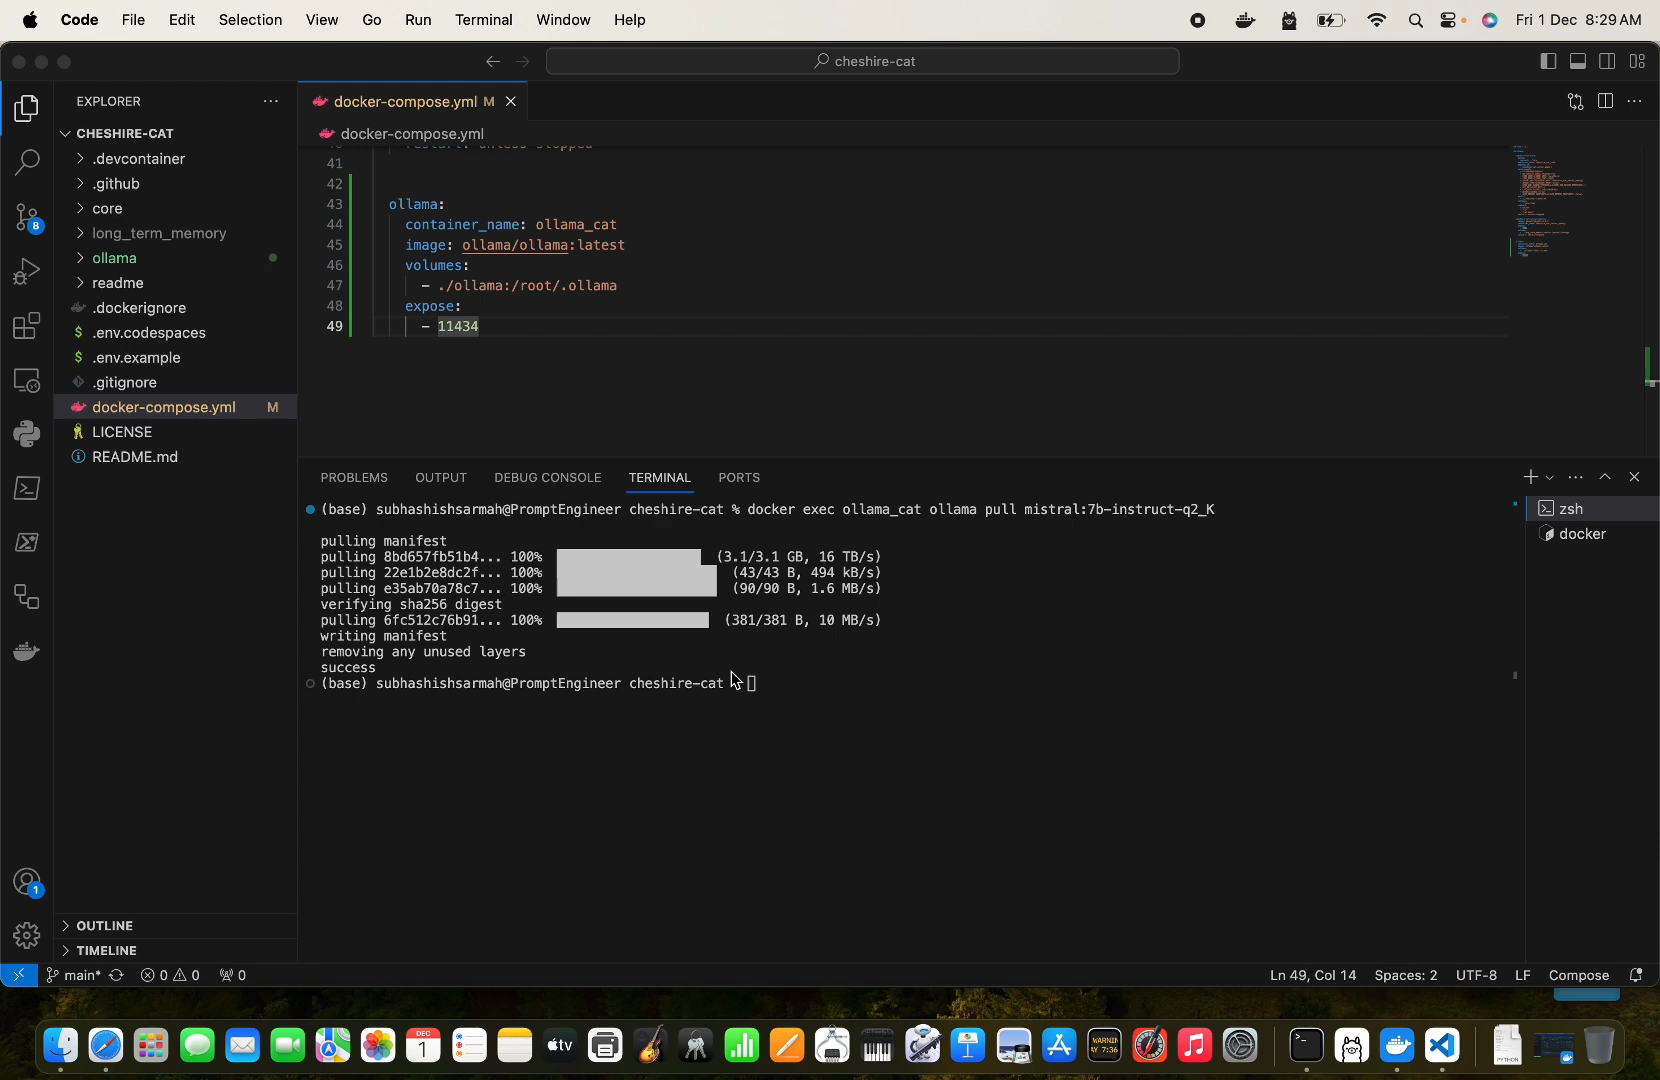 Code File Edit Selection View Go Run Terminal Window Help Fri 1 Dec 8:29 AM
cheshire-cat
EXPLORER
docker-compose.yml M
CHESHIRE-CAT
docker-compose.yml
.devcontainer
.github
core
long_term_memory
ollama
readme
.dockerignore
.env.codespaces
.env.example
.gitignore
docker-compose.yml M
LICENSE
README.md
8
41
42
43 ollama:
44 container_name: ollama_cat
45 image: ollama/ollama:latest
46 volumes:
47 - ./ollama:/root/.ollama
48 expose:
49 - 11434
PROBLEMS OUTPUT DEBUG CONSOLE TERMINAL PORTS
(base) subhashishsarmah@PromptEngineer cheshire-cat % docker exec ollama_cat ollama pull mistral:7b-instruct-q2_K
pulling manifest
pulling 8bd657fb51b4... 100% (3.1/3.1 GB, 16 TB/s)
pulling 22e1b2e8dc2f... 100% (43/43 B, 494 kB/s)
pulling e35ab70a78c7... 100% (90/90 B, 1.6 MB/s)
verifying sha256 digest
pulling 6fc512c76b91... 100% (381/381 B, 10 MB/s)
writing manifest
removing any unused layers
success
(base) subhashishsarmah@PromptEngineer cheshire-cat
zsh
docker
1
OUTLINE
TIMELINE
main* 0 0 0 Ln 49, Col 14 Spaces: 2 UTF-8 LF Compose
DEC
1
tv
PYTHON